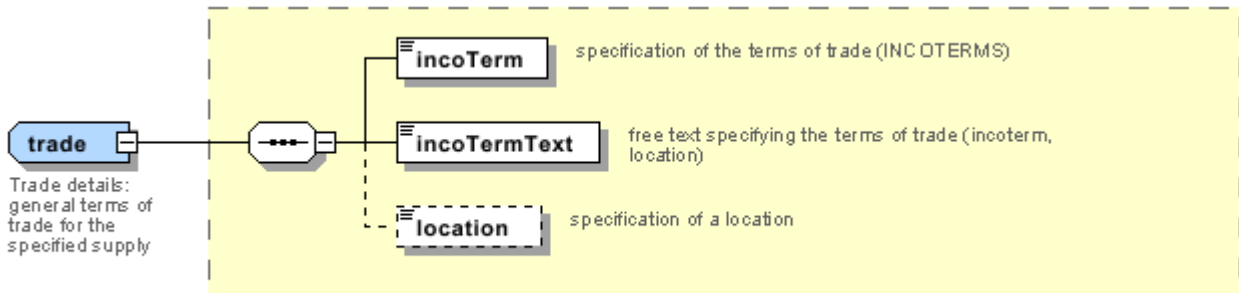 incoTerm
specification of the terms of trade (INCOTERMS)
trade
incoTermText
free text specifying the terms of trade (incoterm,
location)
Trade details:
general terms of
trade for the
specified supply
location
specification of a location